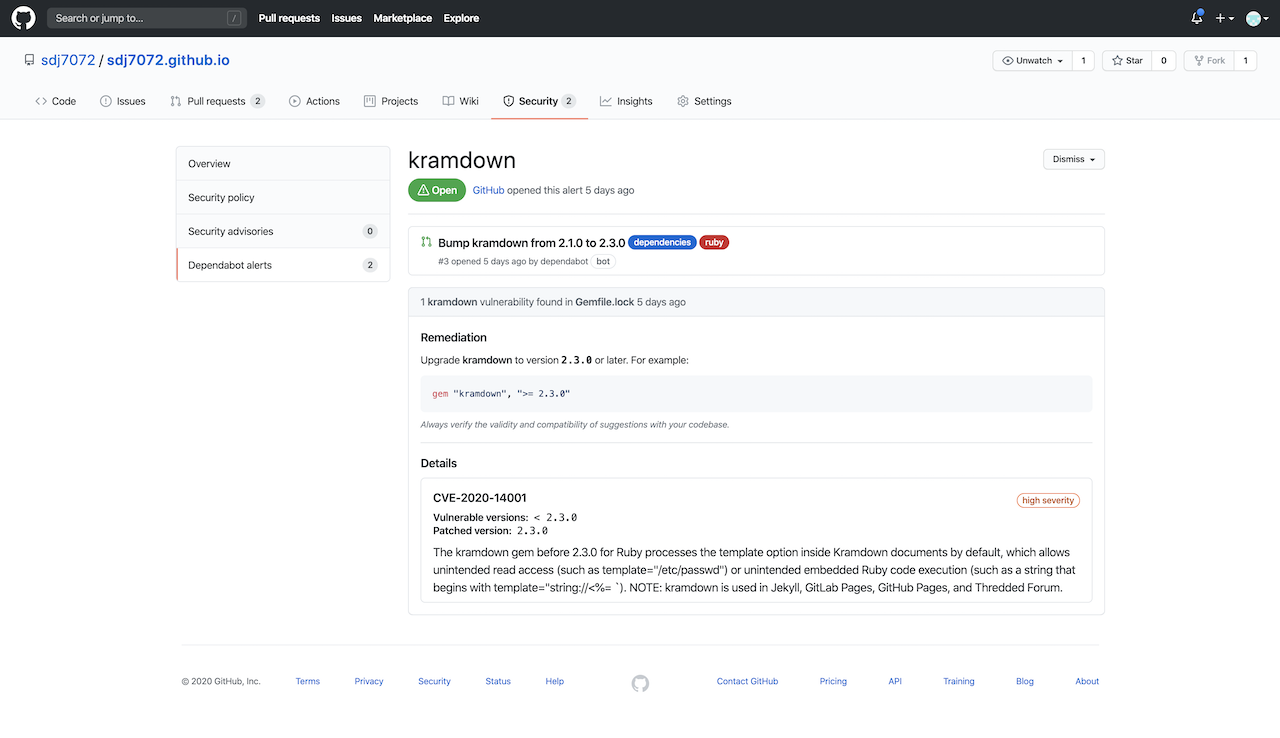 Search or jump to... /
Pull requests Issues Marketplace Explore
sdj7072 / sdj7072.github.io
Unwatch 1 Star 0 Fork 1
Code Issues Pull requests 2 Actions Projects Wiki Security 2 Insights Settings
Overview
Security policy
Security advisories 0
Dependabot alerts 2
kramdown
Dismiss
Open GitHub opened this alert 5 days ago
Bump kramdown from 2.1.0 to 2.3.0 dependencies ruby
#3 opened 5 days ago by dependabot bot
1 kramdown vulnerability found in Gemfile.lock 5 days ago
Remediation
Upgrade kramdown to version 2.3.0 or later. For example:
gem "kramdown", ">= 2.3.0"
Always verify the validity and compatibility of suggestions with your codebase.
Details
CVE-2020-14001
high severity
Vulnerable versions: < 2.3.0
Patched version: 2.3.0
The kramdown gem before 2.3.0 for Ruby processes the template option inside Kramdown documents by default, which allows
unintended read access (such as template="/etc/passwd") or unintended embedded Ruby code execution (such as a string that
begins with template="string://<%= `). NOTE: kramdown is used in Jekyll, GitLab Pages, GitHub Pages, and Thredded Forum.
© 2020 GitHub, Inc. Terms Privacy Security Status Help Contact GitHub Pricing API Training Blog About